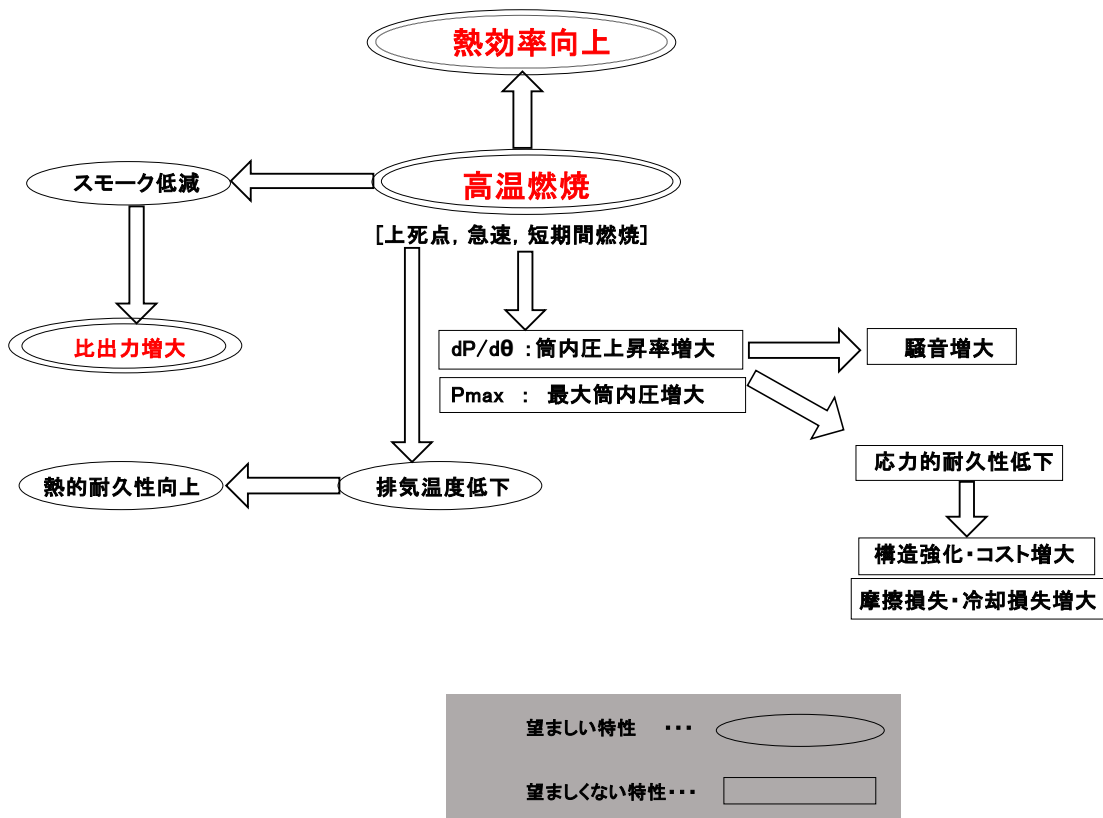 熱効率向上
スモーク低減
高温燃焼
[上死点, 急速, 短期間燃焼]
比出力増大
dP/dθ :筒内圧上昇率増大
騒音増大
Pmax : 最大筒内圧増大
応力的耐久性低下
熱的耐久性向上
排気温度低下
構造強化・コスト増大
摩擦損失・冷却損失増大
望ましい特性 ・・・
望ましくない特性・・・